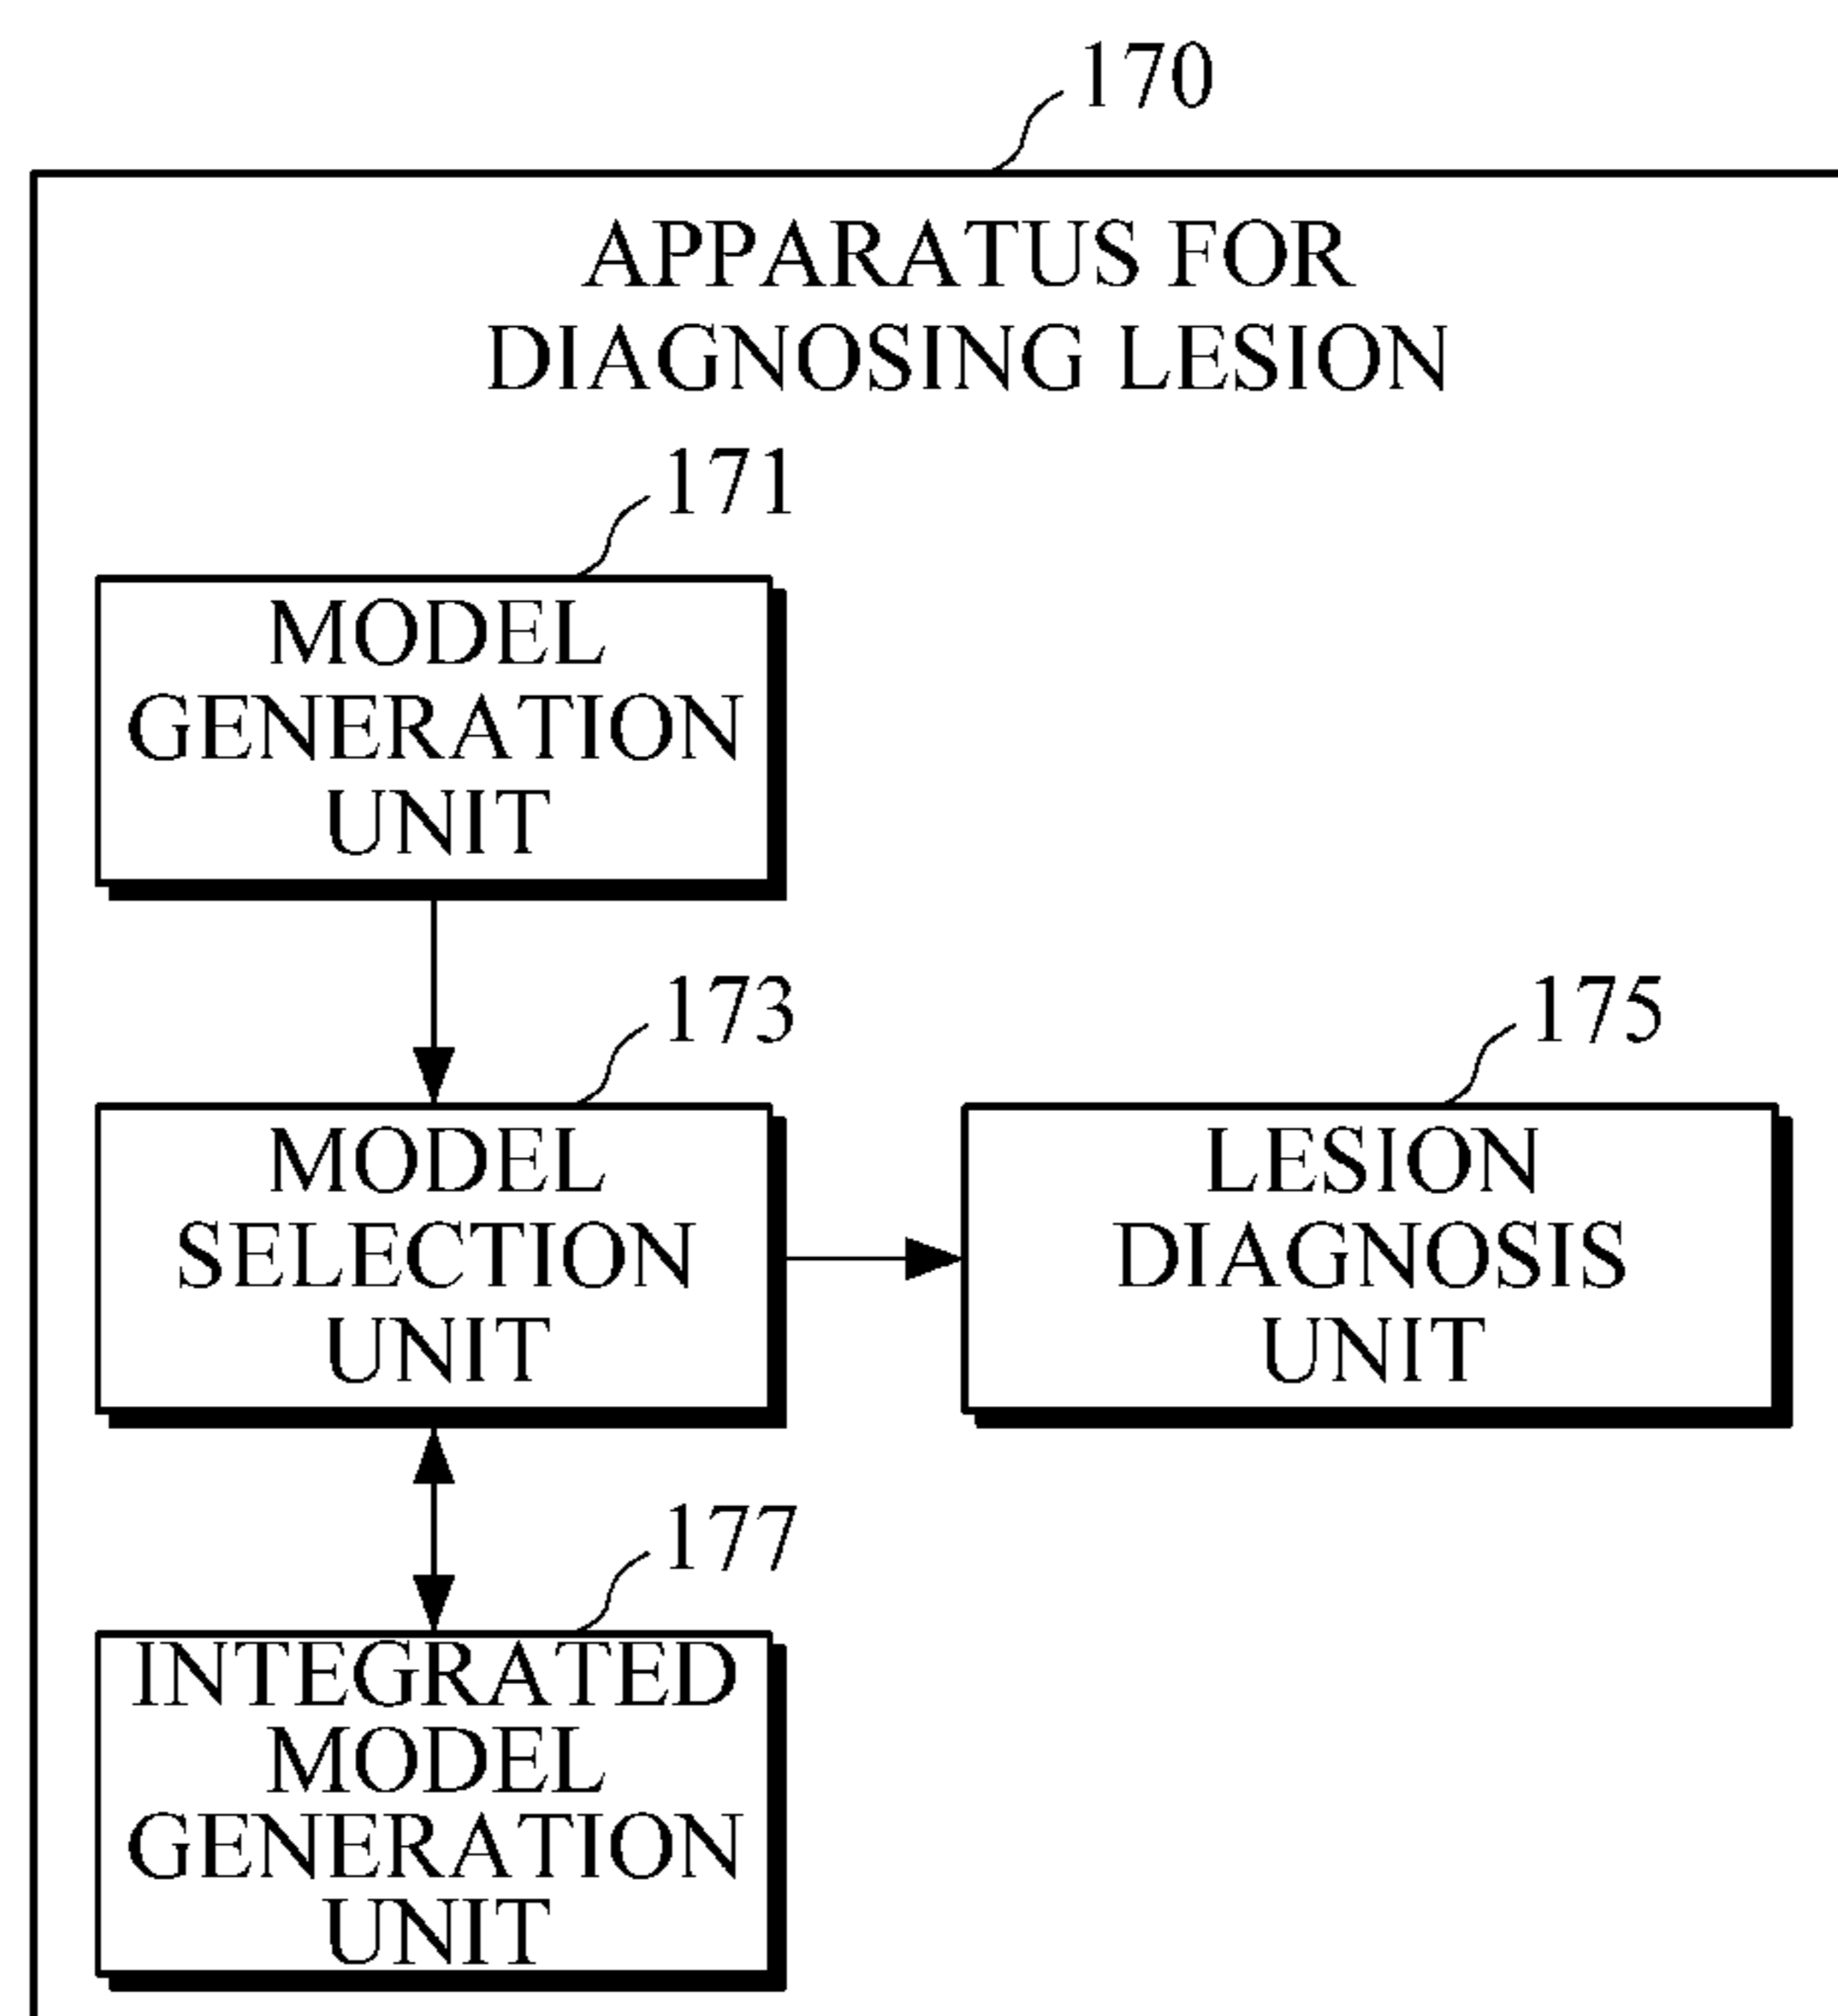 170
APPARATUS FOR
DIAGNOSING LESION
171
MODEL
GENERATION
UNIT
173
MODEL
SELECTION
UNIT
175
LESION
DIAGNOSIS
UNIT
177
INTEGRATED
MODEL
GENERATION
UNIT